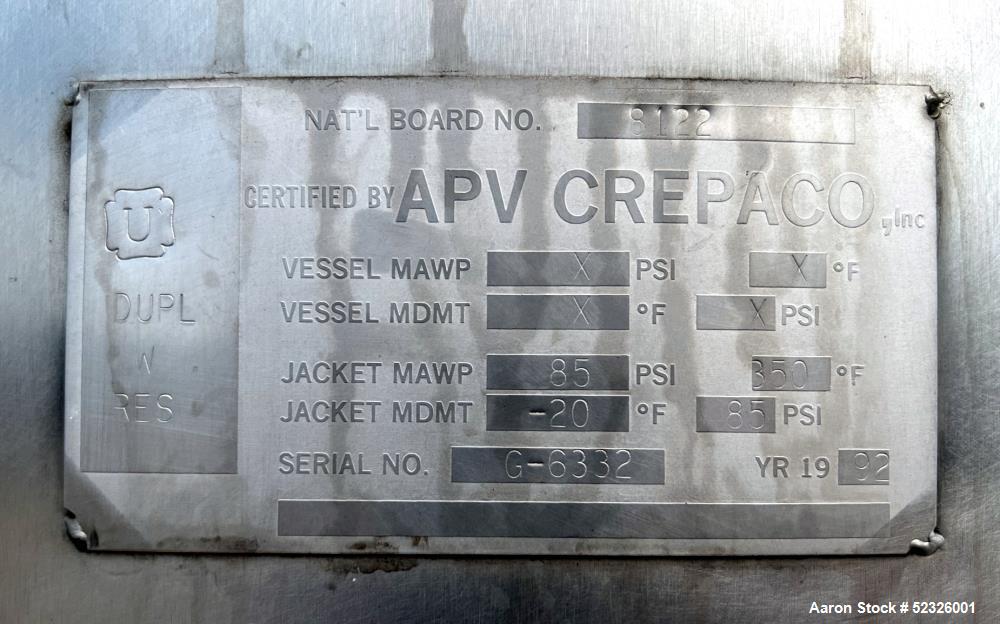 NAT'L BOARD NO. 8122
U
CERTIFIED BY APV CREPACO, Inc
VESSEL MAWP X PSI X °F
DUPL
VESSEL MDMT X °F X PSI
W
JACKET MAWP 85 PSI 350 °F
RES
JACKET MDMT -20 °F 85 PSI
SERIAL NO. G-6332 YR 19 92
Aaron Stock # 52326001